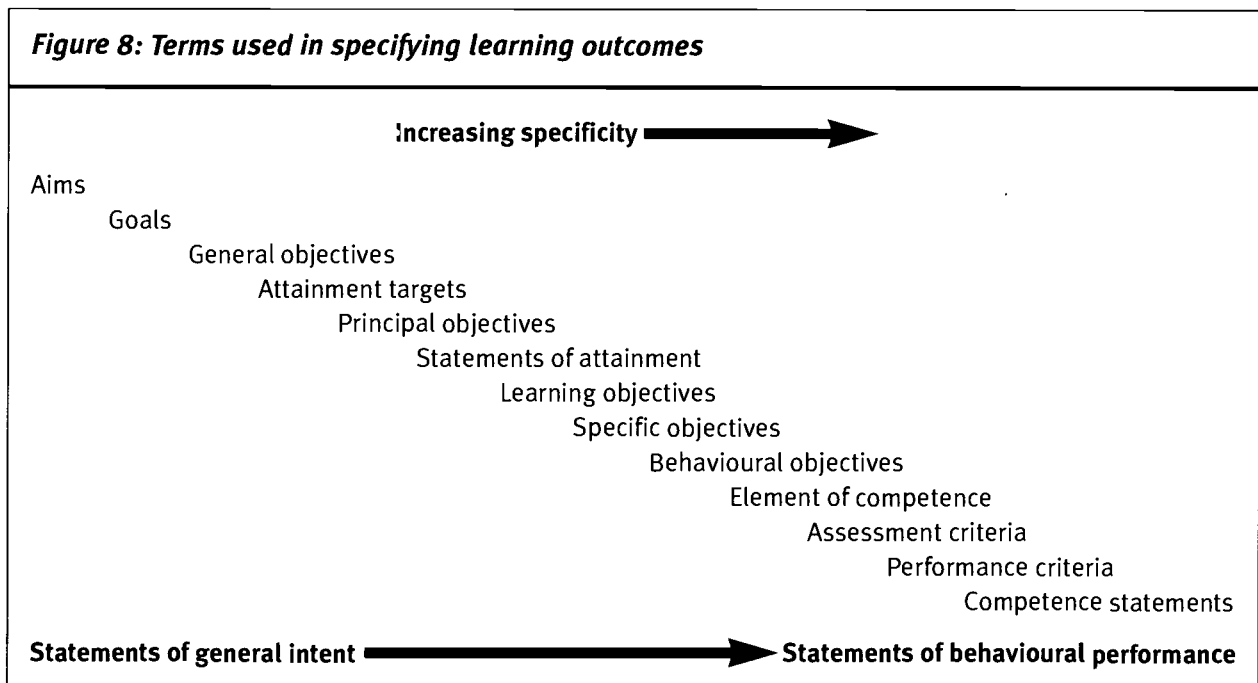 Figure 8: Terms used in specifying learning outcomes
Increasing specificity
Aims
Goals
General objectives
Attainment targets
Principal objectives
Statements of attainment
Learning objectives
Specific objectives
Behavioural objectives
Element of competence
Assessment criteria
Performance criteria
Competence statements
Statements of general intent Statements of behavioural performance